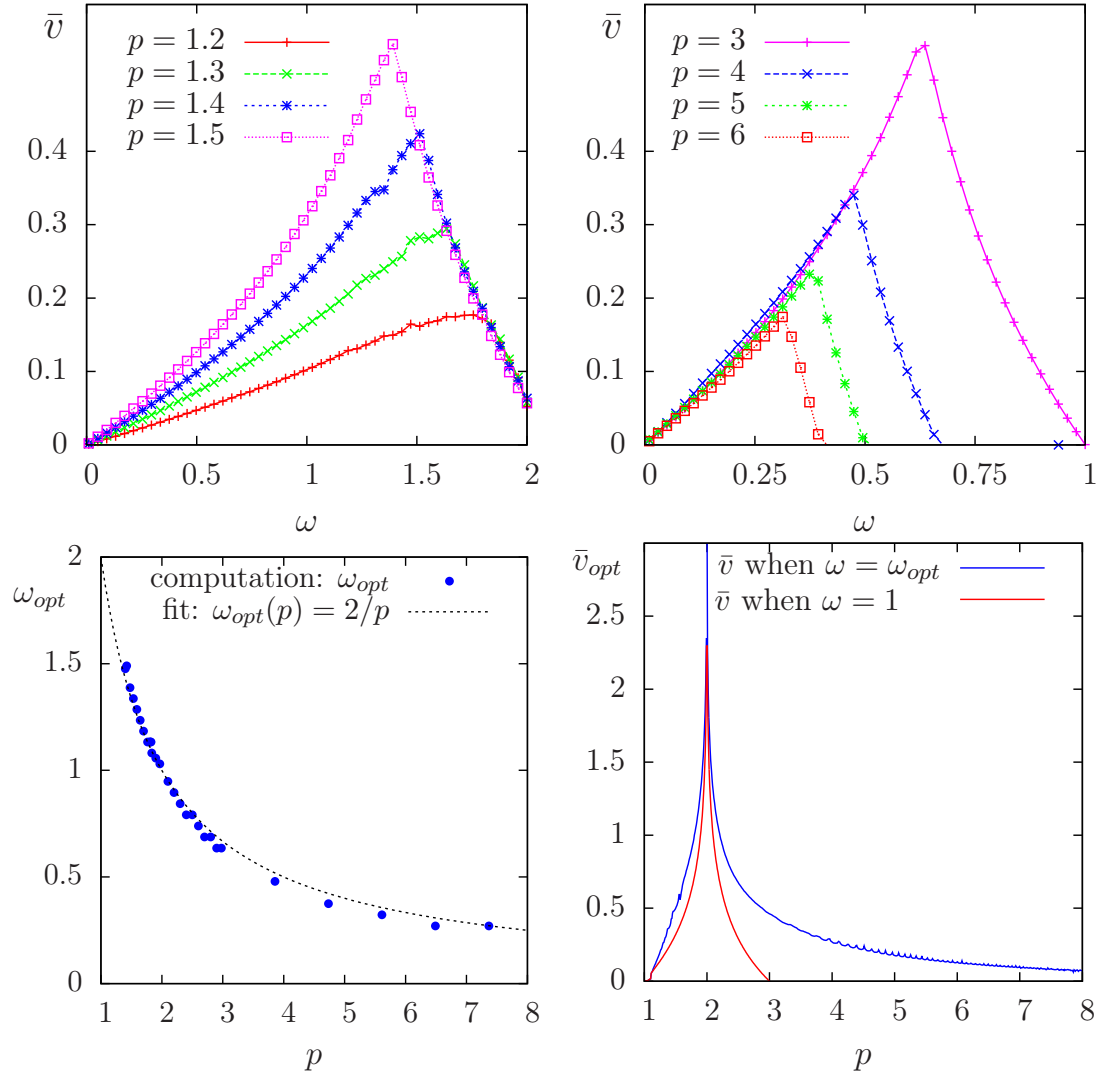 v̄
p = 1.2
p = 1.3
p = 1.4
p = 1.5
0.4
0.3
0.2
0.1
0
0 0.5 1 1.5 2
ω
v̄
p = 3
p = 4
p = 5
p = 6
0.4
0.3
0.2
0.1
0
0 0.25 0.5 0.75 1
ω
ω_opt
computation: ω_opt
fit: ω_opt(p) = 2/p
2
1.5
1
0.5
0
1 2 3 4 5 6 7 8
p
v̄_opt
v̄ when ω = ω_opt
v̄ when ω = 1
2.5
2
1.5
1
0.5
0
1 2 3 4 5 6 7 8
p